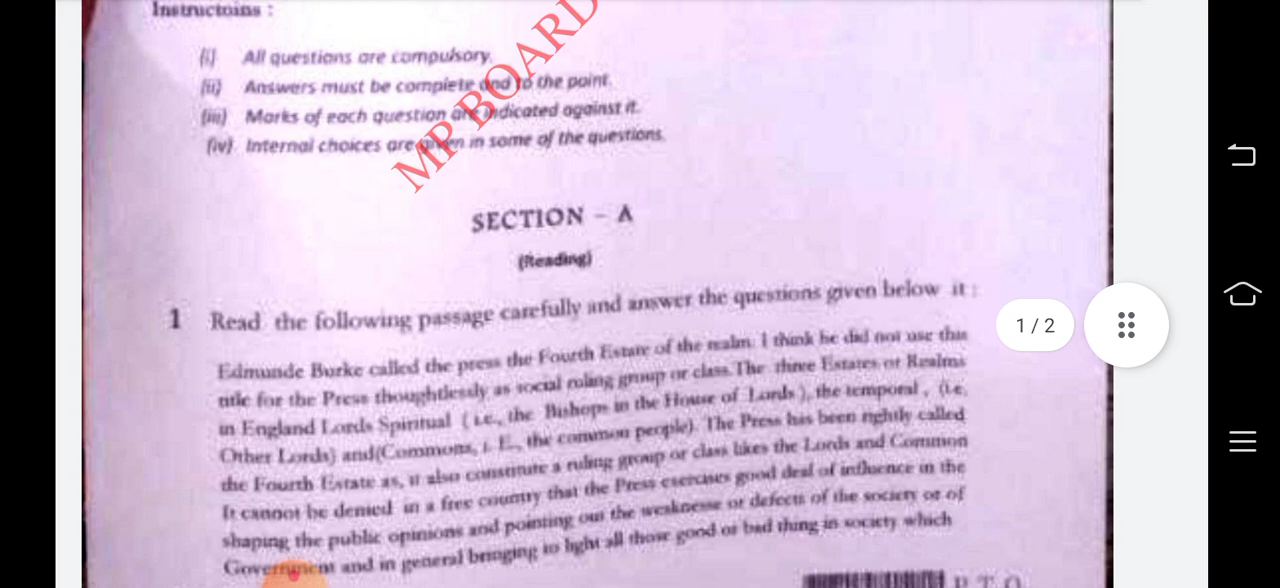 Instructoins :
MP BOARD
(i) All questions are compulsory.
(ii) Answers must be complete and to the point.
(iii) Marks of each question are indicated against it.
(iv) Internal choices are given in some of the questions.
SECTION - A
(Reading)
1 Read the following passage carefully and answer the questions given below it :
1 / 2
Edmunde Burke called the press the Fourth Estate of the realm. I think he did not use this
title for the Press thoughtlessly as social ruling group or class.The three Estates or Realms
in England Lords Spiritual ( i.e., the Bishops in the House of Lords ), the temporal , (i.e.
Other Lords) and(Commons, i. E., the common people). The Press has been rightly called
the Fourth Estate as, it also constitute a ruling group or class likes the Lords and Common
It cannot be denied in a free country that the Press exercises good deal of influence in the
shaping the public opinions and pointing out the weaknesse or defects of the society or of
Government and in general bringing to light all those good or bad thing in society which
P.T.O